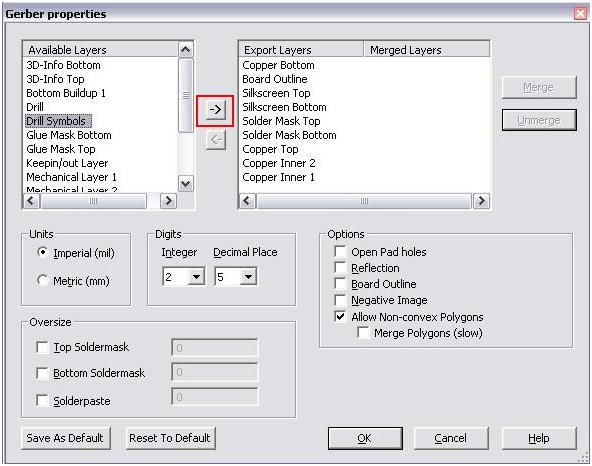 Gerber properties
Available Layers
3D-Info Bottom
3D-Info Top
Bottom Buildup 1
Drill
Drill Symbols
Glue Mask Bottom
Glue Mask Top
Keepin/out Layer
Mechanical Layer 1
Mechanical Layer 2
->
<-
Export Layers Merged Layers
Copper Bottom
Board Outline
Silkscreen Top
Silkscreen Bottom
Solder Mask Top
Solder Mask Bottom
Copper Top
Copper Inner 2
Copper Inner 1
Merge
Unmerge
Units
Imperial (mil)
Metric (mm)
Digits
Integer Decimal Place
2 5
Options
Open Pad holes
Reflection
Board Outline
Negative Image
Allow Non-convex Polygons
Merge Polygons (slow)
Oversize
Top Soldermask 0
Bottom Soldermask 0
Solderpaste 0
Save As Default Reset To Default OK Cancel Help